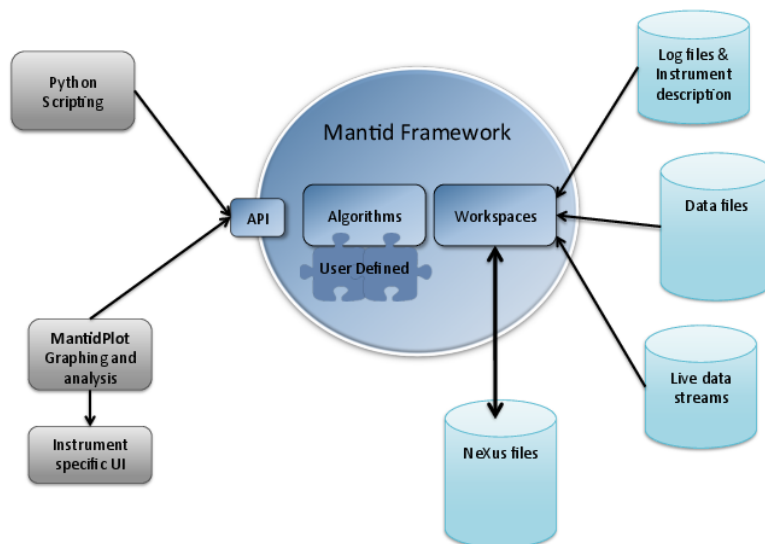 Python
Scripting
Mantid Framework
API
Algorithms
User Defined
Workspaces
Log files &
Instrument
description
Data files
Live data
streams
NeXus files
MantidPlot
Graphing and
analysis
Instrument
specific UI